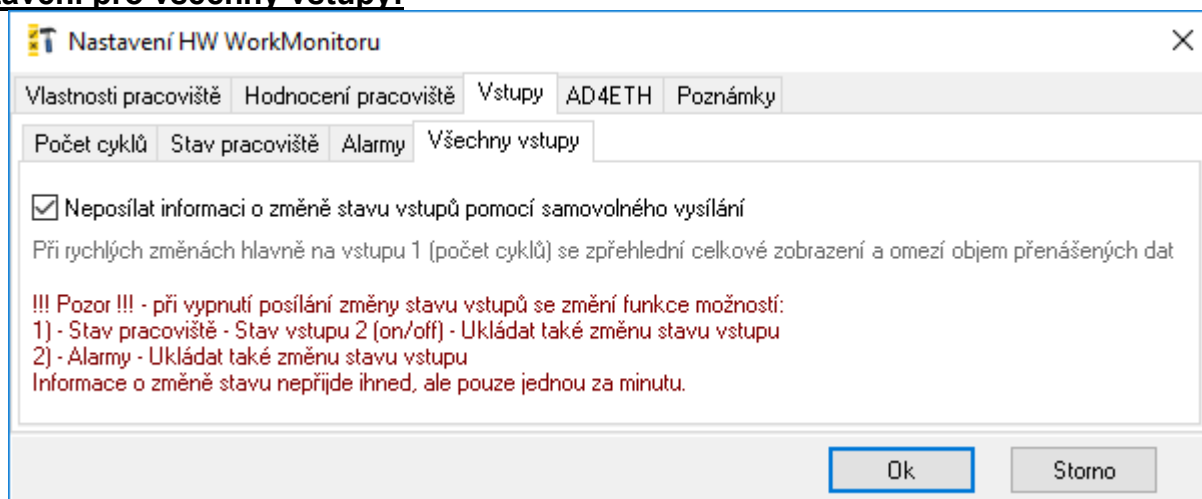 pro všechny vstupy:
Nastavení HW WorkMonitoru
Vlastnosti pracoviště Hodnocení pracoviště Vstupy AD4ETH Poznámky
Počet cyklů Stav pracoviště Alarmy Všechny vstupy
Neposílat informaci o změně stavu vstupů pomocí samovolného vysílání
Při rychlých změnách hlavně na vstupu 1 (počet cyklů) se zpřehlední celkové zobrazení a omezí objem přenášených dat
!!! Pozor !!! - při vypnutí posílání změny stavu vstupů se změní funkce možností:
1) - Stav pracoviště - Stav vstupu 2 (on/off) - Ukládat také změnu stavu vstupu
2) - Alarmy - Ukládat také změnu stavu vstupu
Informace o změně stavu nepřijde ihned, ale pouze jednou za minutu.
Ok Storno